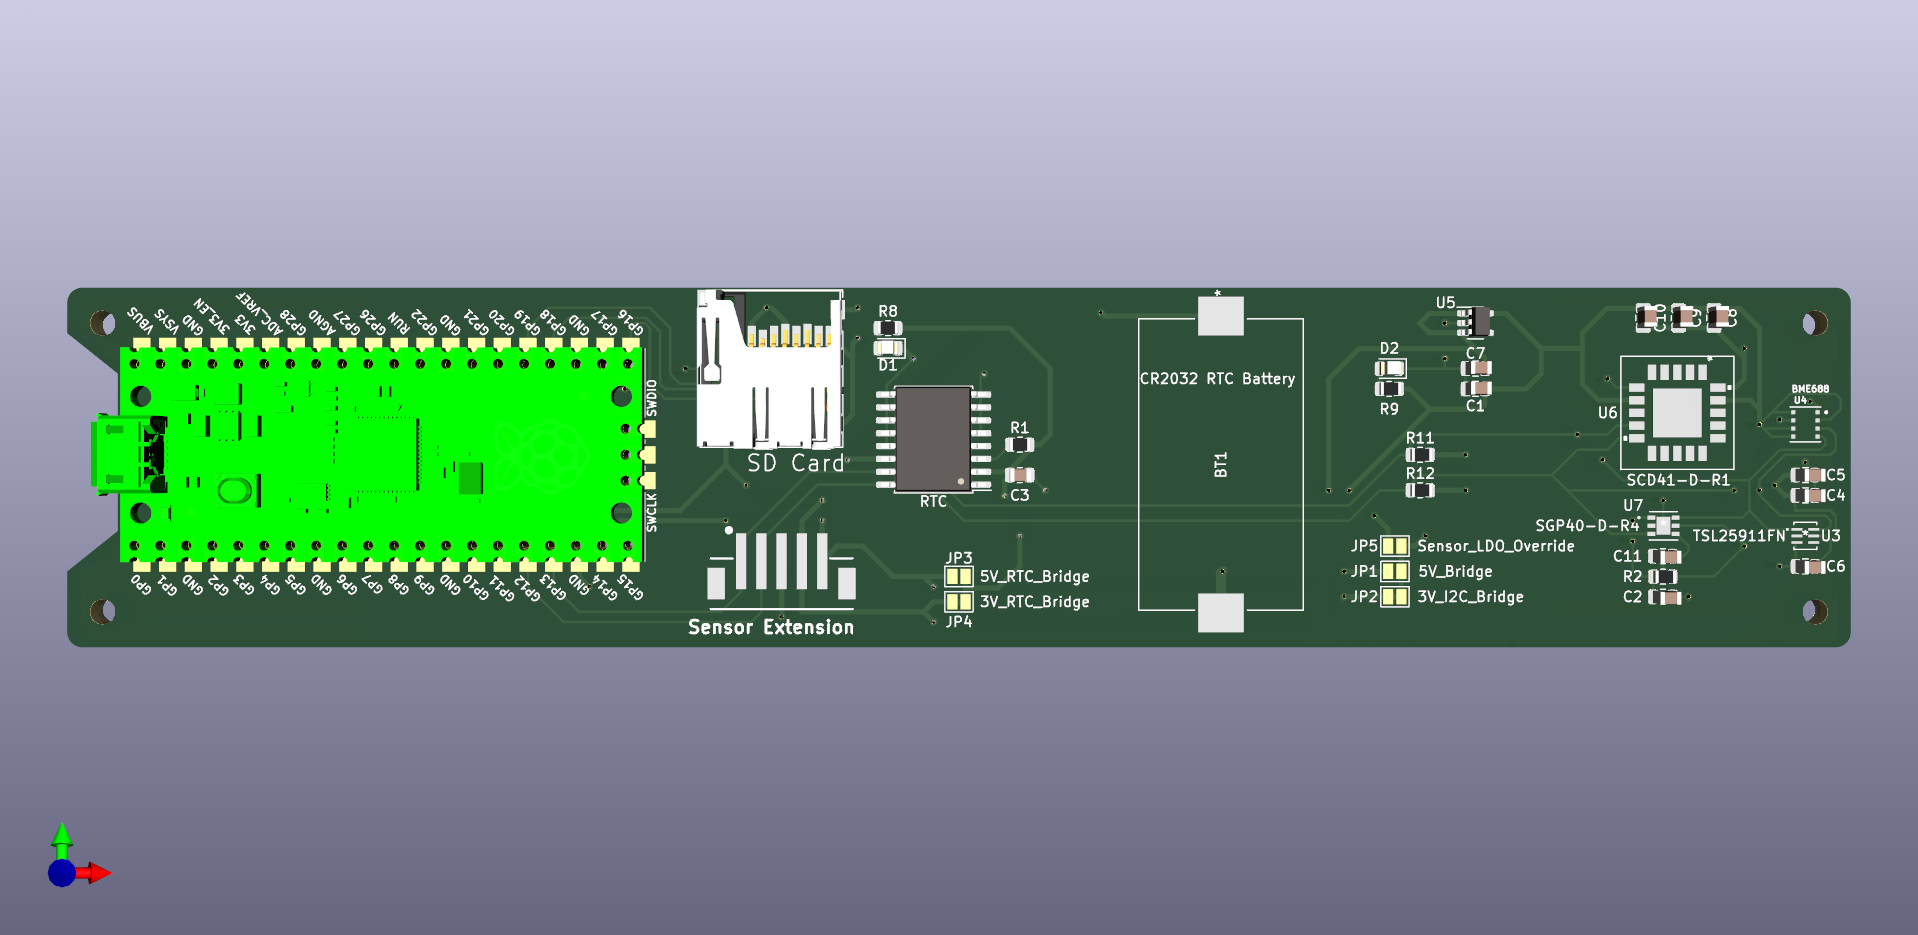 VBUS
VSYS
GND
3V3_EN
3V3
ADC_VREF
GP28
AGND
GP27
GP26
RUN
GP22
GND
GP21
GP20
GP19
GP18
GND
GP17
GP16
SWDIO
SWCLK
GP0
GP1
GND
GP2
GP3
GP4
GP5
GND
GP6
GP7
GP8
GP9
GND
GP10
GP11
GP12
GP13
GND
GP14
GP15
SD Card
Sensor Extension
R8
D1
RTC
R1
C3
JP3
5V_RTC_Bridge
3V_RTC_Bridge
JP4
*
CR2032 RTC Battery
BT1
U5
D2
R9
C7
C1
R11
R12
JP5 Sensor_LDO_Override
JP1 5V_Bridge
JP2 3V_I2C_Bridge
C10
C9
C8
*
U6
SCD41-D-R1
BME688
U4
C5
C4
U7
SGP40-D-R4
TSL25911FN
*
U3
C11
R2
C2
C6